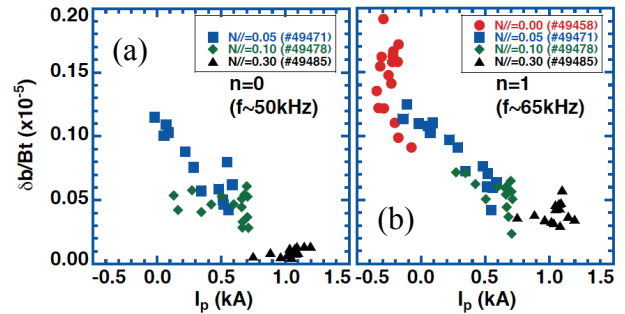 (a)
N//=0.05 (#49471)
N//=0.10 (#49478)
N//=0.30 (#49485)
n=0
(f~50kHz)
δb/Bt (x10⁻⁵)
0.20
0.15
0.10
0.05
0.00
-0.5 0.0 0.5 1.0
Ip (kA)
N//=0.00 (#49458)
N//=0.05 (#49471)
N//=0.10 (#49478)
N//=0.30 (#49485)
n=1
(f~65kHz)
(b)
-0.5 0.0 0.5 1.0 1.5
Ip (kA)